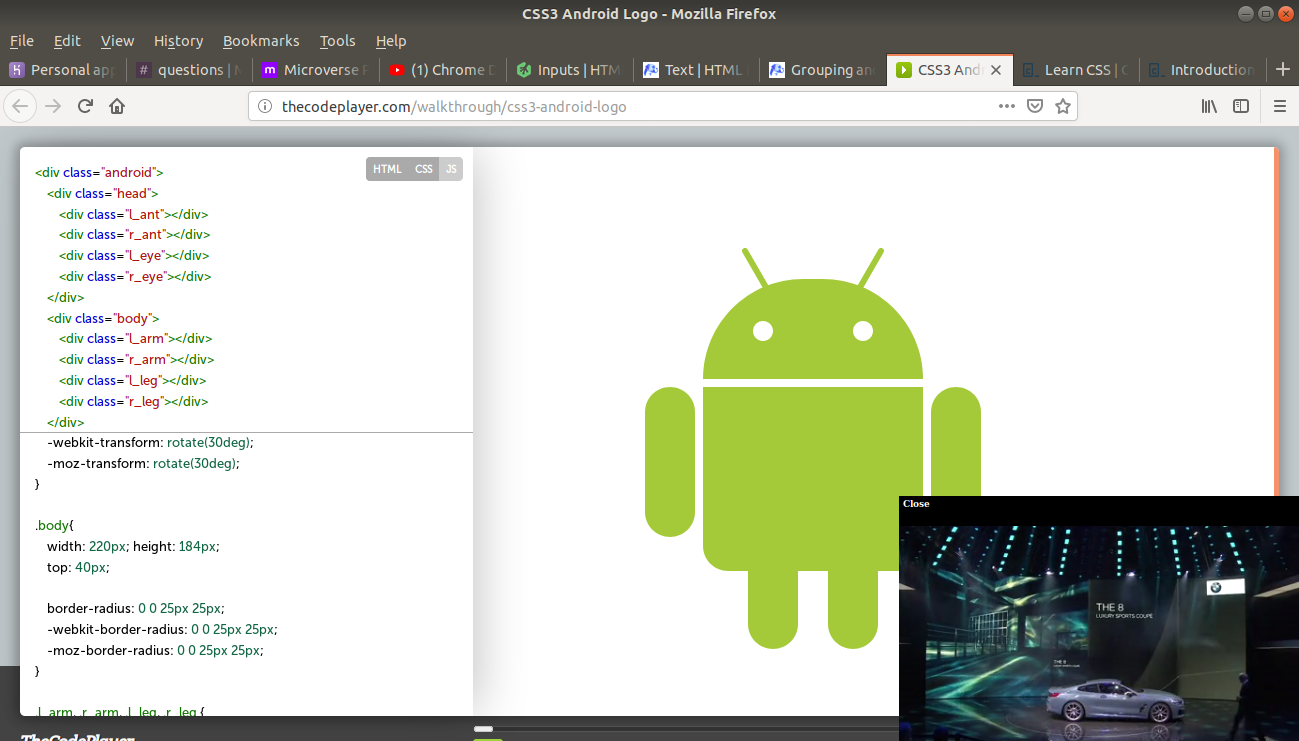 CSS3 Android Logo - Mozilla Firefox
File Edit View History Bookmarks Tools Help
Personal app # questions | M m Microverse F (1) Chrome D Inputs | HTM Text | HTML Grouping and CSS3 And Learn CSS | C Introduction
thecodeplayer.com/walkthrough/css3-android-logo
HTML CSS JS
<div class="android">
<div class="head">
<div class="l_ant"></div>
<div class="r_ant"></div>
<div class="l_eye"></div>
<div class="r_eye"></div>
</div>
<div class="body">
<div class="l_arm"></div>
<div class="r_arm"></div>
<div class="l_leg"></div>
<div class="r_leg"></div>
</div>
-webkit-transform: rotate(30deg);
-moz-transform: rotate(30deg);
}
.body{
width: 220px; height: 184px;
top: 40px;
border-radius: 0 0 25px 25px;
-webkit-border-radius: 0 0 25px 25px;
-moz-border-radius: 0 0 25px 25px;
}
.l_arm, .r_arm, .l_leg, .r_leg {
TheCodePlayer
Close
THE 8
LUXURY SPORTS COUPÉ
THE 8